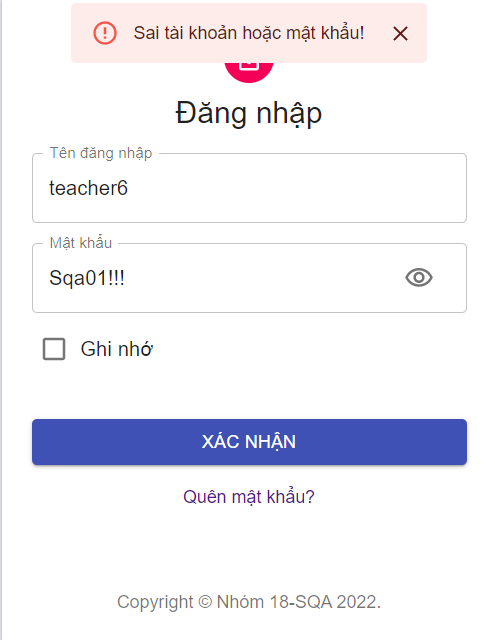 Sai tài khoản hoặc mật khẩu!
Đăng nhập
Tên đăng nhập
teacher6
Mật khẩu
Sqa01!!!
Ghi nhớ
XÁC NHẬN
Quên mật khẩu?
Copyright © Nhóm 18-SQA 2022.